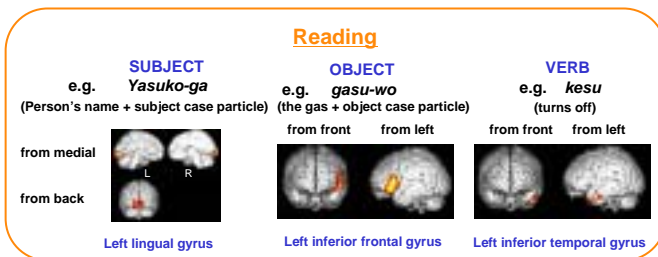 Reading
SUBJECT
e.g. Yasuko-ga
(Person's name + subject case particle)
from medial
L R
from back
Left lingual gyrus
OBJECT
e.g. gasu-wo
(the gas + object case particle)
from front from left
Left inferior frontal gyrus
VERB
e.g. kesu
(turns off)
from front from left
Left inferior temporal gyrus